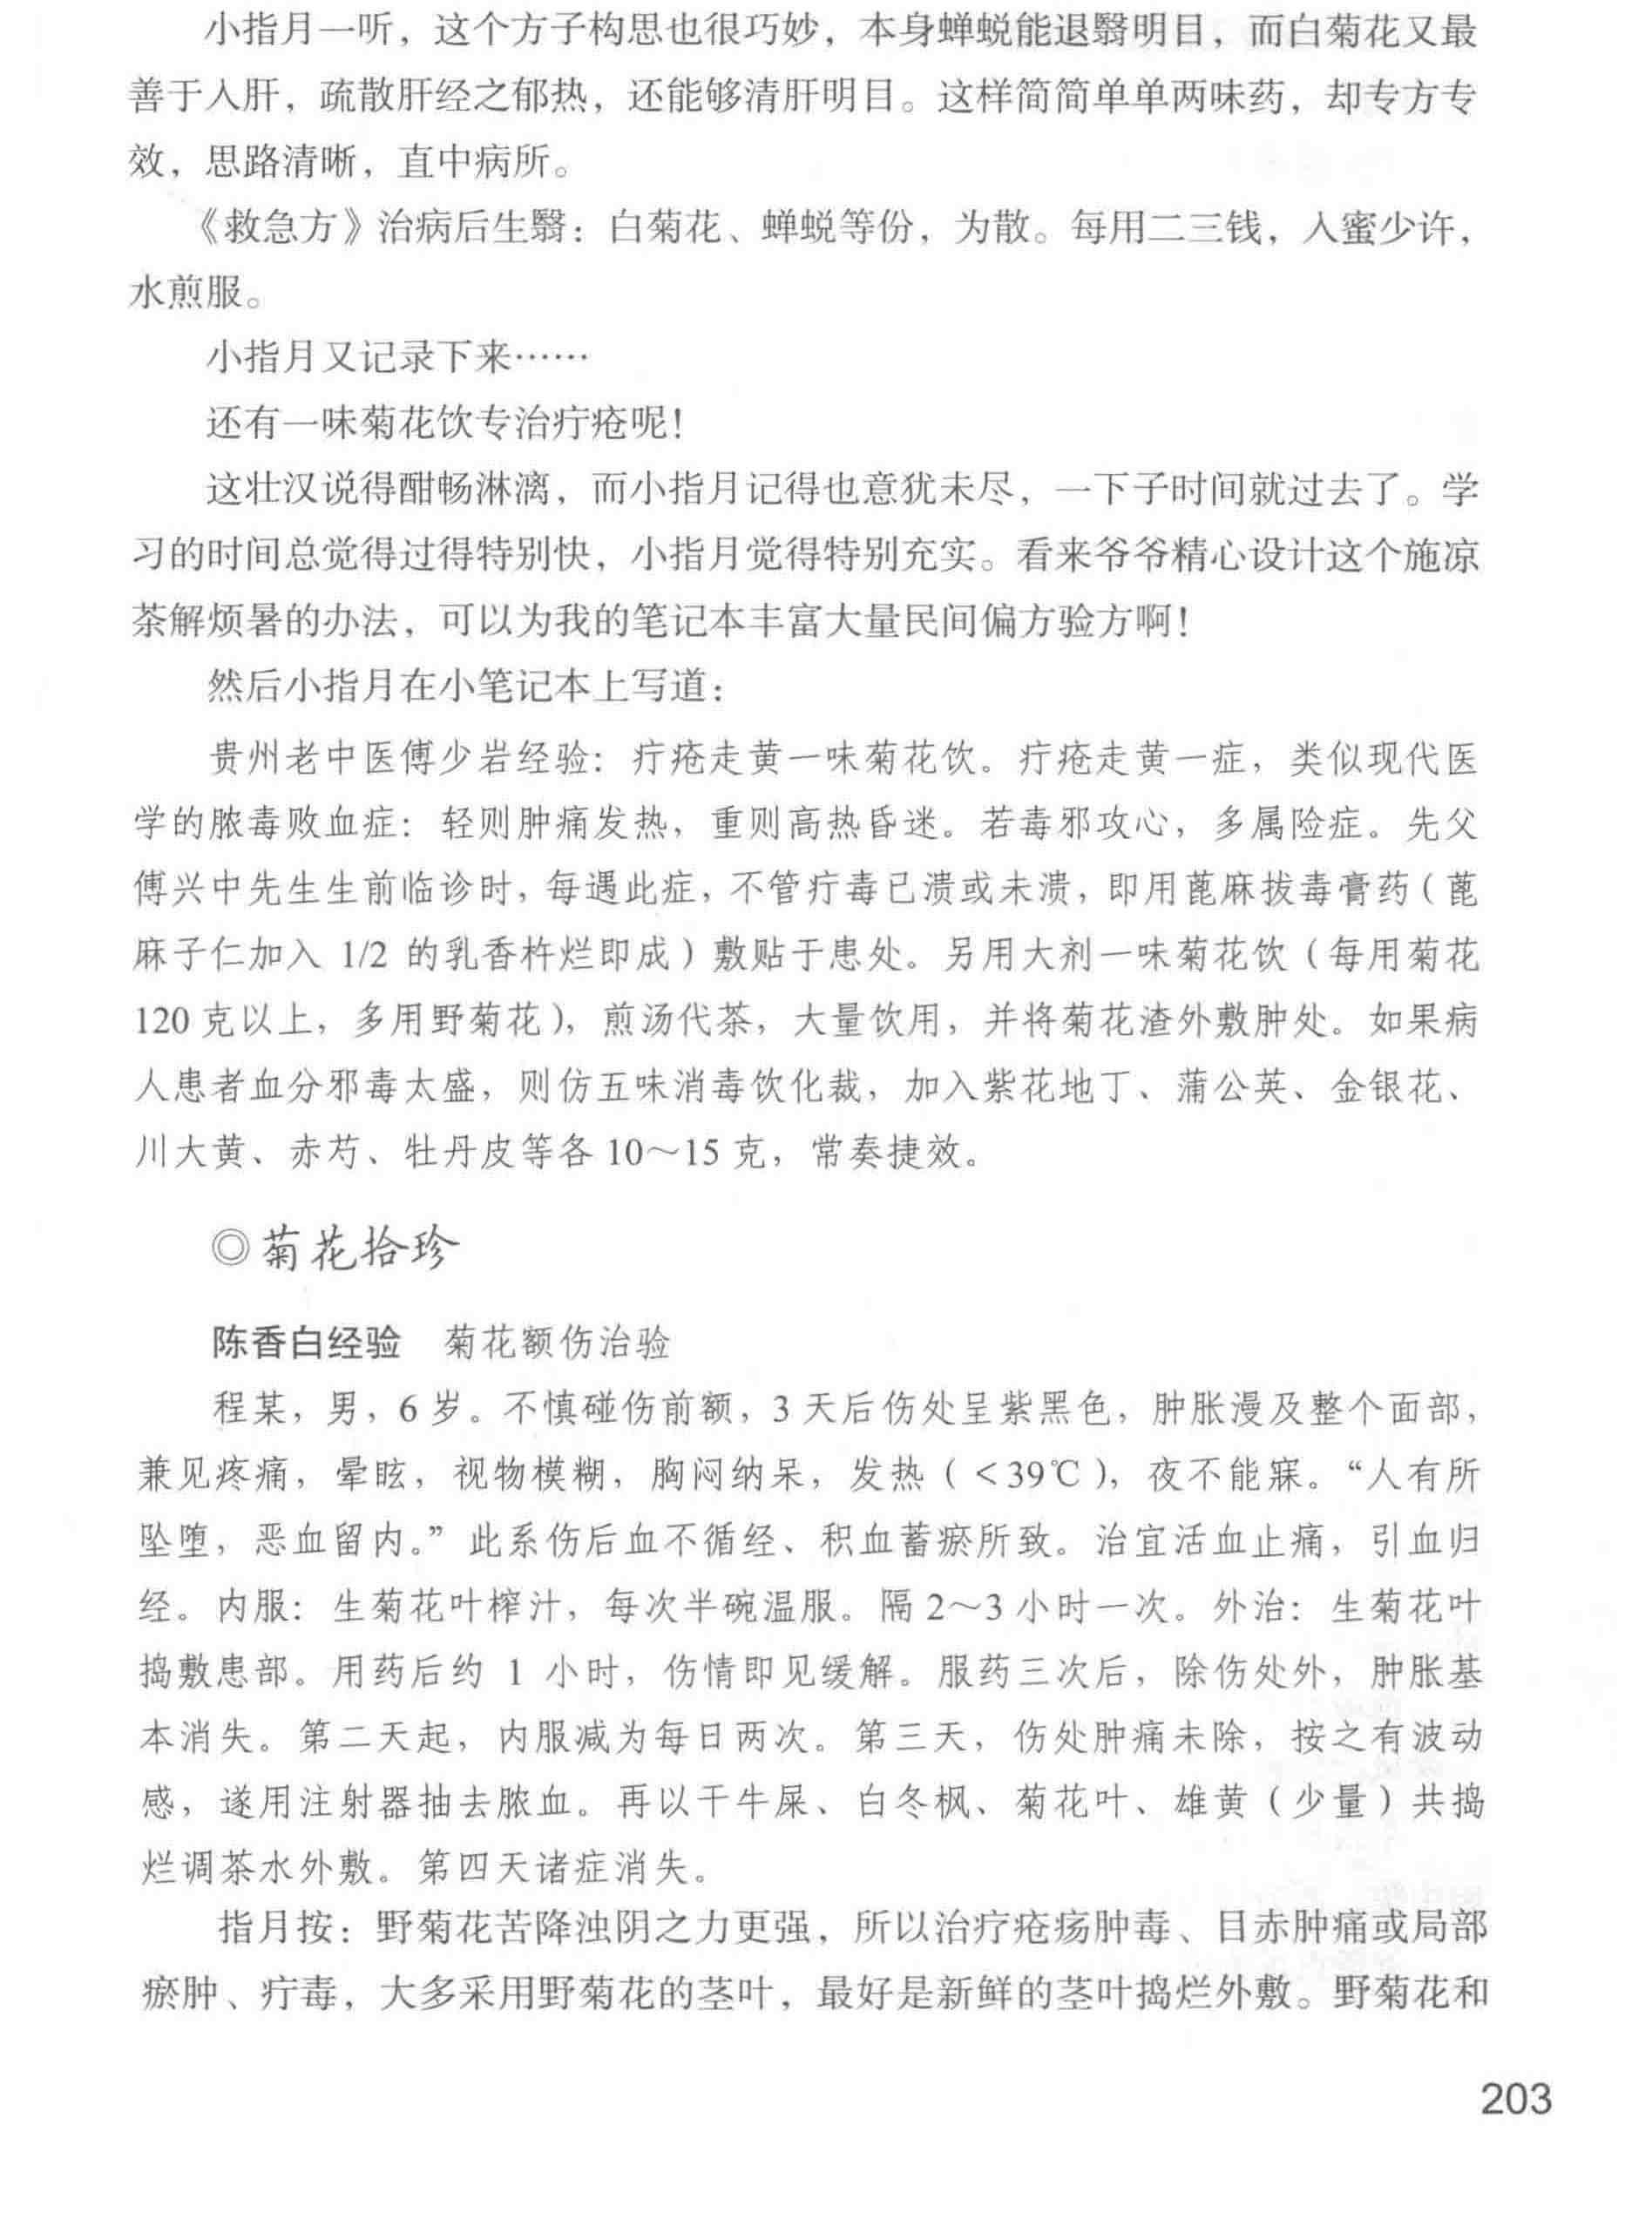 小指月一听，这个方子构思也很巧妙，本身蝉蜕能退翳明目，而白菊花又最
善于入肝，疏散肝经之郁热，还能够清肝明目。这样简简单单两味药，却专方专
效，思路清晰，直中病所。
《救急方》治病后生翳：白菊花、蝉蜕等份，为散。每用二三钱，入蜜少许，
水煎服。
小指月又记录下来……
还有一味菊花饮专治疔疮呢！
这壮汉说得酣畅淋漓，而小指月记得也意犹未尽，一下子时间就过去了。学
习的时间总觉得过得特别快，小指月觉得特别充实。看来爷爷精心设计这个施凉
茶解烦暑的办法，可以为我的笔记本丰富大量民间偏方验方啊！
然后小指月在小笔记本上写道：
贵州老中医傅少岩经验：疔疮走黄一味菊花饮。疔疮走黄一症，类似现代医
学的脓毒败血症：轻则肿痛发热，重则高热昏迷。若毒邪攻心，多属险症。先父
傅兴中先生生前临诊时，每遇此症，不管疔毒已溃或未溃，即用蓖麻拔毒膏药（蓖
麻子仁加入 1/2 的乳香杵烂即成）敷贴于患处。另用大剂一味菊花饮（每用菊花
120 克以上，多用野菊花），煎汤代茶，大量饮用，并将菊花渣外敷肿处。如果病
人患者血分邪毒太盛，则仿五味消毒饮化裁，加入紫花地丁、蒲公英、金银花、
川大黄、赤芍、牡丹皮等各 10～15 克，常奏捷效。
◎菊花拾珍
陈香白经验　菊花额伤治验
程某，男，6 岁。不慎碰伤前额，3 天后伤处呈紫黑色，肿胀漫及整个面部，
兼见疼痛，晕眩，视物模糊，胸闷纳呆，发热（＜39℃），夜不能寐。“人有所
坠堕，恶血留内。”此系伤后血不循经、积血蓄瘀所致。治宜活血止痛，引血归
经。内服：生菊花叶榨汁，每次半碗温服。隔 2～3 小时一次。外治：生菊花叶
捣敷患部。用药后约 1 小时，伤情即见缓解。服药三次后，除伤处外，肿胀基
本消失。第二天起，内服减为每日两次。第三天，伤处肿痛未除，按之有波动
感，遂用注射器抽去脓血。再以干牛屎、白冬枫、菊花叶、雄黄（少量）共捣
烂调茶水外敷。第四天诸症消失。
指月按：野菊花苦降浊阴之力更强，所以治疗疮疡肿毒、目赤肿痛或局部
瘀肿、疔毒，大多采用野菊花的茎叶，最好是新鲜的茎叶捣烂外敷。野菊花和
203